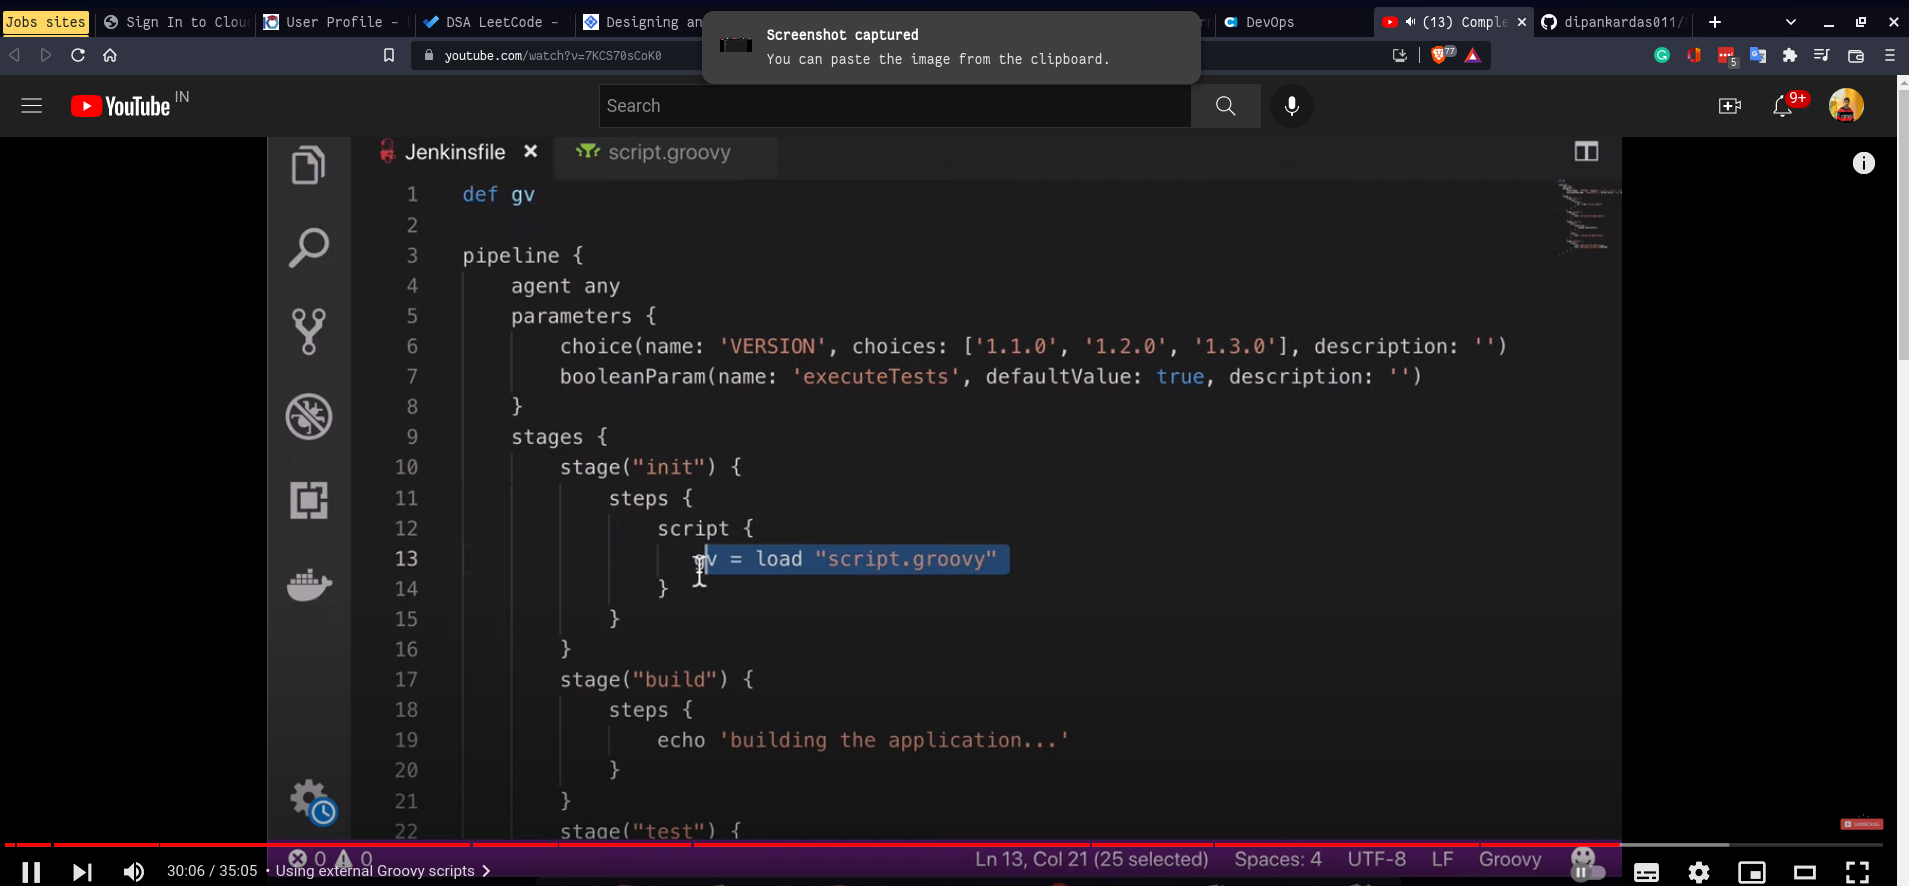 Jobs sites
Sign In to Clou
User Profile - L
DSA LeetCode -
Designing an
DevOps
(13) Comple
dipankardas011/
Screenshot captured
You can paste the image from the clipboard.
youtube.com/watch?v=7KCS70sCoK0
77
5
YouTube IN
Search
9+
Jenkinsfile
script.groovy
1 def gv
2
3 pipeline {
4 agent any
5 parameters {
6 choice(name: 'VERSION', choices: ['1.1.0', '1.2.0', '1.3.0'], description: '')
7 booleanParam(name: 'executeTests', defaultValue: true, description: '')
8 }
9 stages {
10 stage("init") {
11 steps {
12 script {
13 gv = load "script.groovy"
14 }
15 }
16 }
17 stage("build") {
18 steps {
19 echo 'building the application...'
20 }
21 }
22 stage("test") {
SUBSCRIBE
0 0
Ln 13, Col 21 (25 selected) Spaces: 4 UTF-8 LF Groovy
30:06 / 35:05 • Using external Groovy scripts